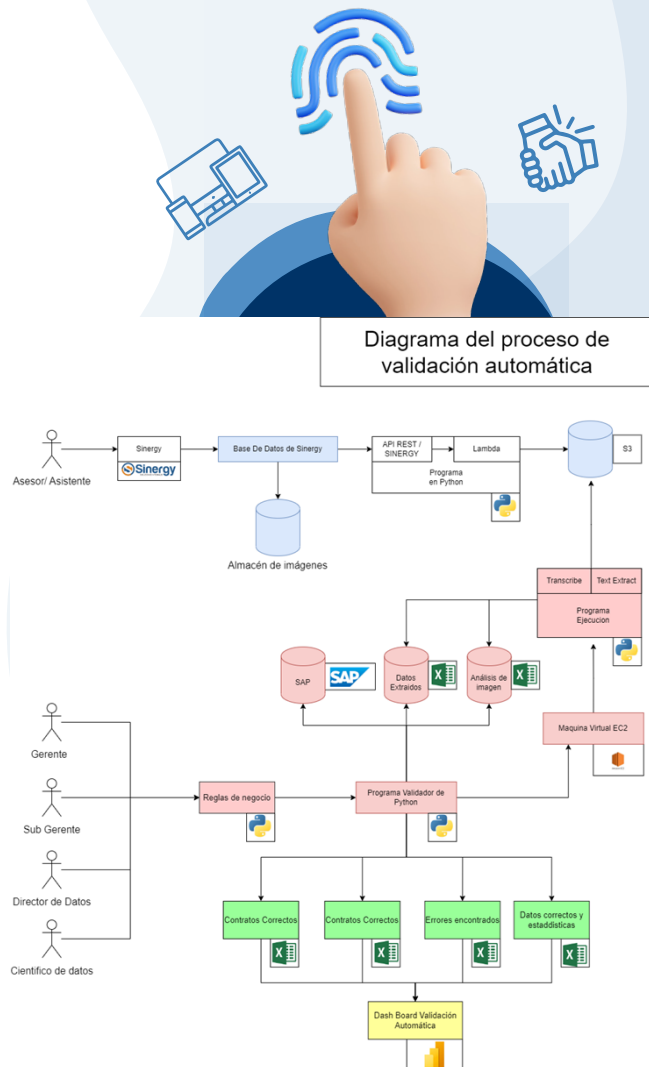 Diagrama del proceso de
validación automática
Asesor/ Asistente
Sinergy
Sinergy
Base De Datos de Sinergy
Almacén de imágenes
API REST /
SINERGY
Lambda
Programa
en Python
S3
Transcribe
Text Extract
Programa
Ejecucion
SAP
SAP
Datos
Extraidos
Análisis de
imagen
Maquina Virtual EC2
Gerente
Sub Gerente
Director de Datos
Cientifico de datos
Reglas de negocio
Programa Validador de
Python
Contratos Correctos
Contratos Correctos
Errores encontrados
Datos correctos y
estaddisticas
Dash Board Validación
Automática